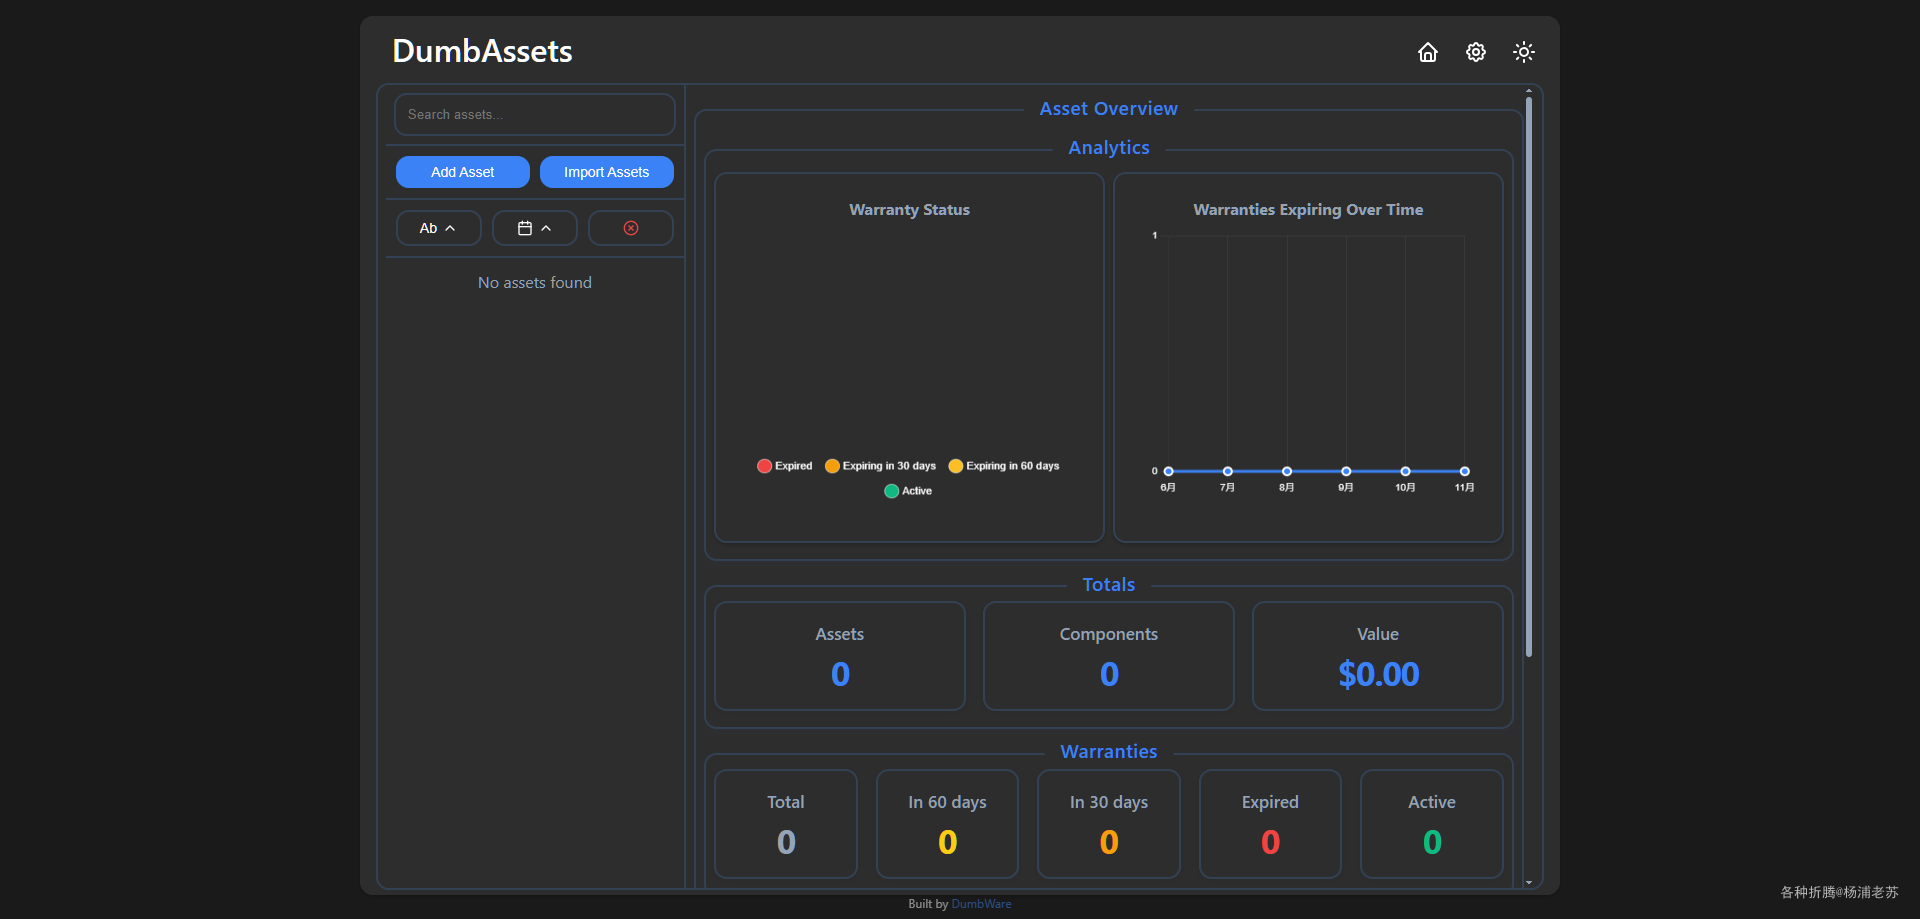 DumbAssets
Search assets...
Add Asset
Import Assets
Ab
No assets found
Asset Overview
Analytics
Warranty Status
Expired
Expiring in 30 days
Expiring in 60 days
Active
Warranties Expiring Over Time
1
0
6月 7月 8月 9月 10月 11月
Totals
Assets
0
Components
0
Value
$0.00
Warranties
Total
0
In 60 days
0
In 30 days
0
Expired
0
Active
0
Built by DumbWare
各种折腾@杨浦老苏